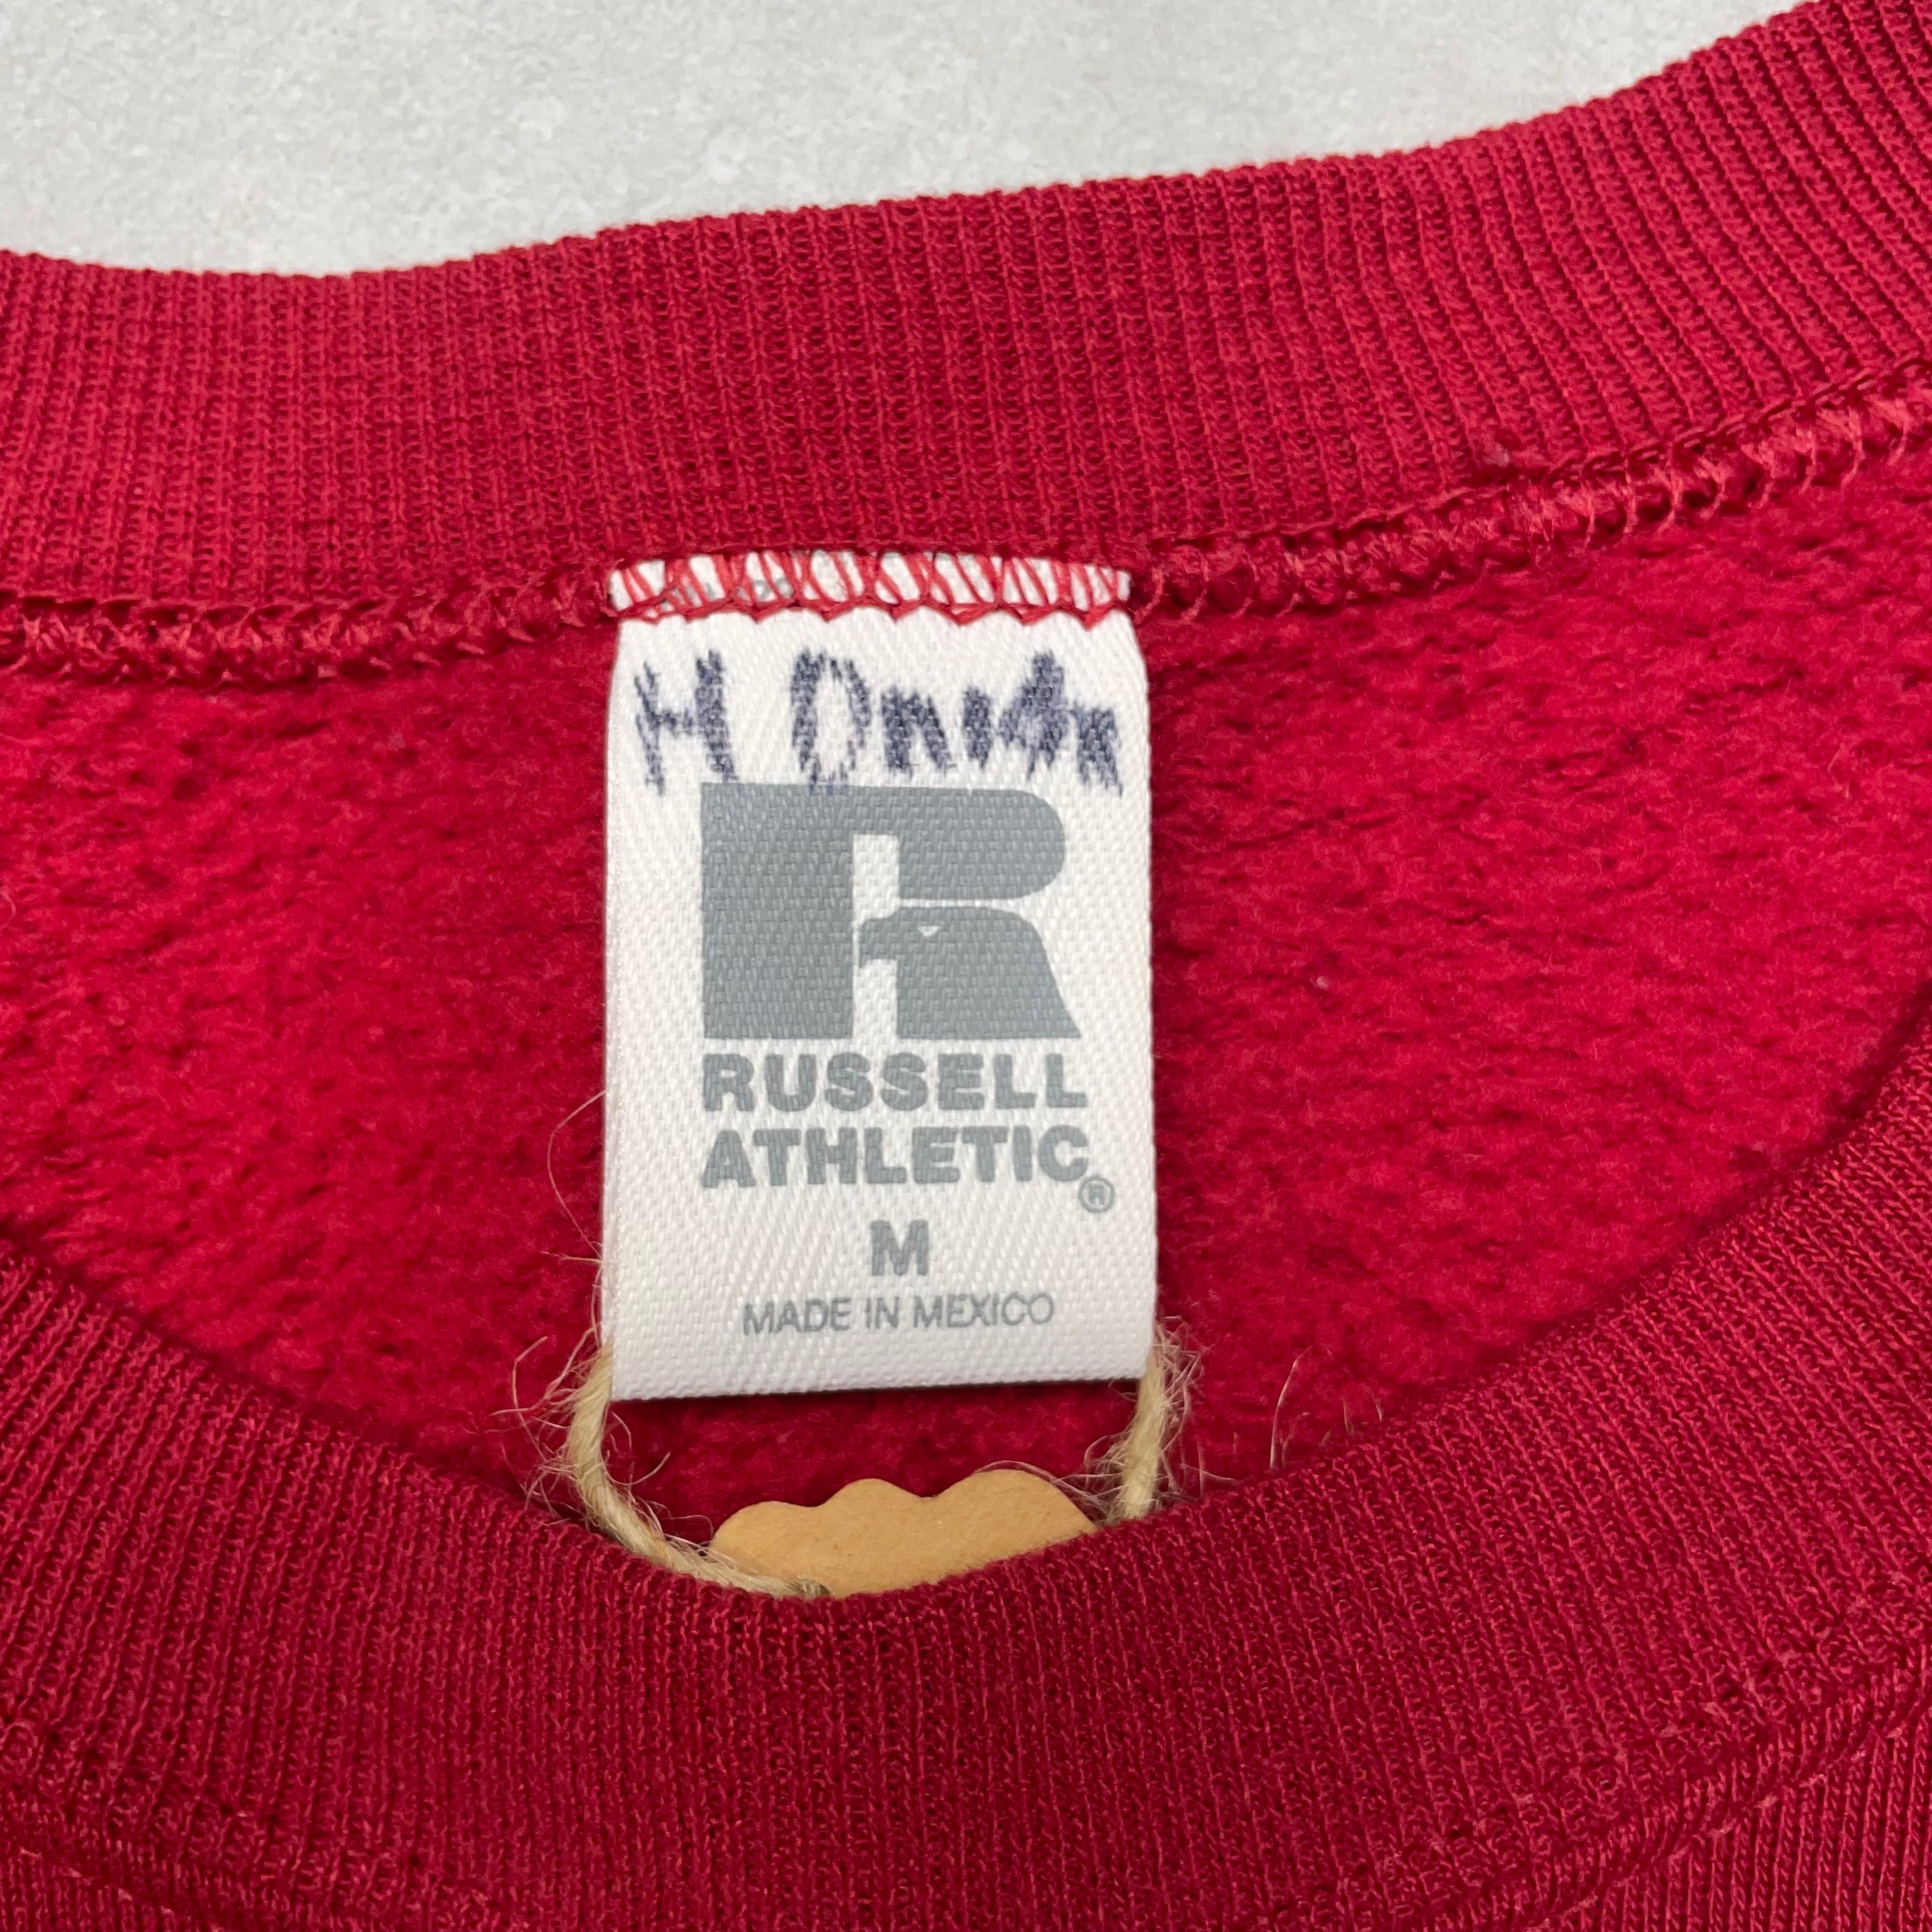 H
RUSSELL
ATHLETIC®
M
MADE IN MEXICO